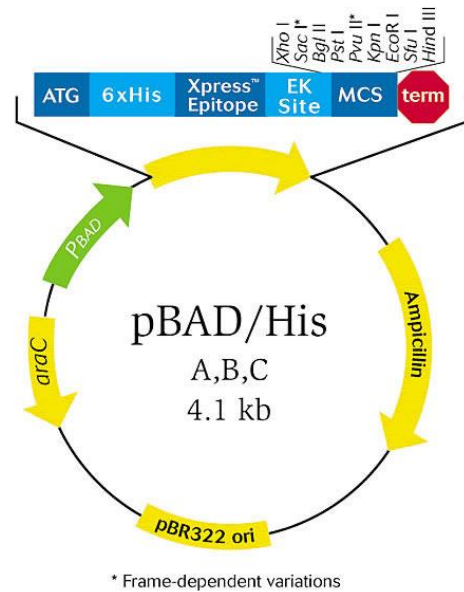 Xho I
Sac I*
Bgl II
Pst I
Pvu II*
Kpn I
EcoR I
Sfu I
Hind III
ATG
6xHis
Xpress™
Epitope
EK
Site
MCS
term
PBAD
araC
Ampicillin
pBAD/His
A,B,C
4.1 kb
pBR322 ori
* Frame-dependent variations